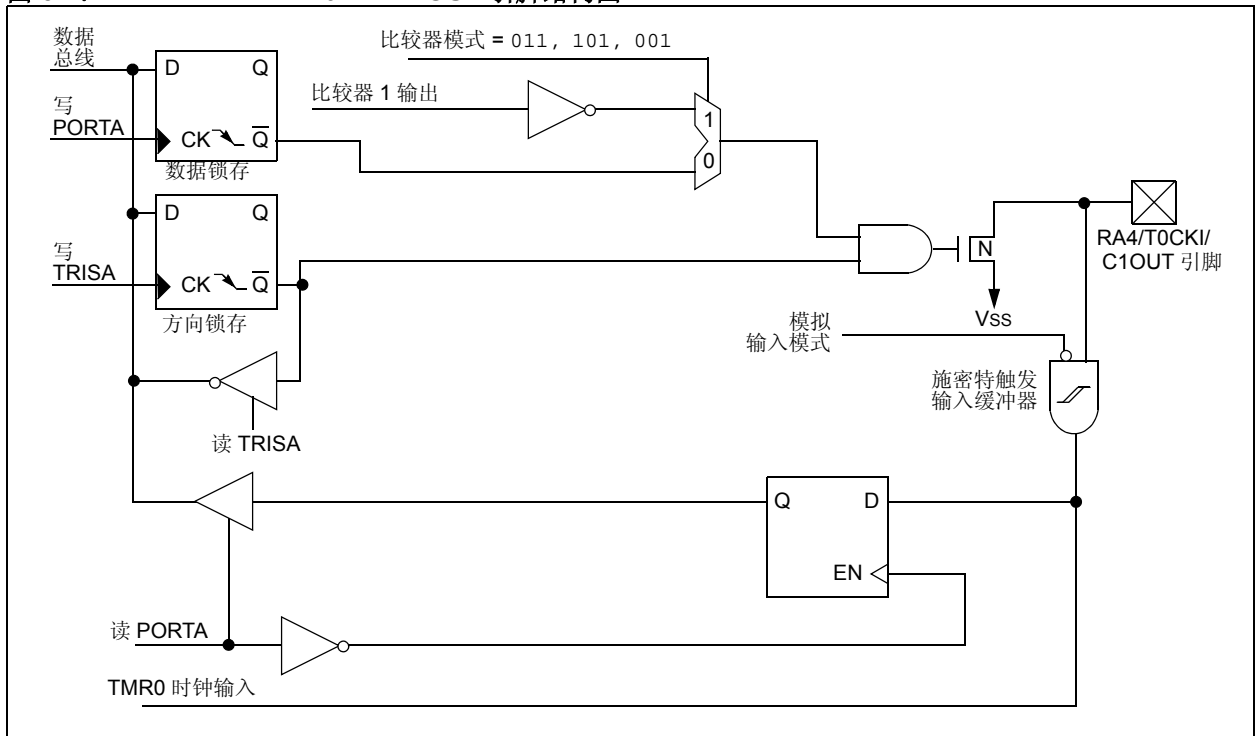 数据
总线
D
Q
写
PORTA
CK
Q
数据锁存
比较器模式 = 011, 101, 001
比较器 1 输出
1
0
D
Q
写
TRISA
CK
Q
方向锁存
N
RA4/T0CKI/
C1OUT 引脚
VSS
模拟
输入模式
施密特触发
输入缓冲器
读 TRISA
Q
D
EN
读 PORTA
TMR0 时钟输入